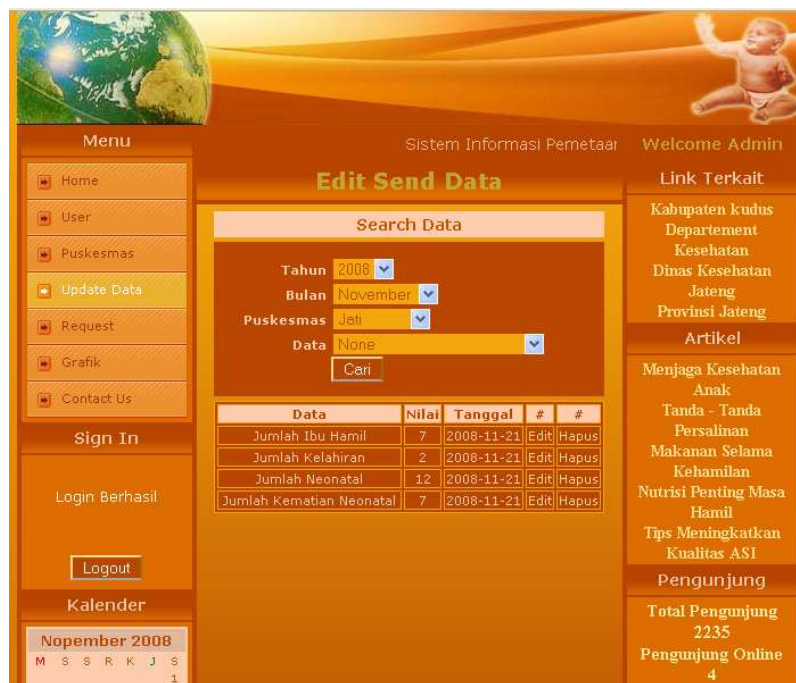 Menu
Home
User
Puskesmas
Update Data
Request
Grafik
Contact Us
Sign In
Login Berhasil
Logout
Kalender
Nopember 2008
M S S R K J S
1
Sistem Informasi Pemetaar
Edit Send Data
Search Data
Tahun 2008
Bulan November
Puskesmas Jati
Data None
Cari
Data Nilai Tanggal # #
Jumlah Ibu Hamil 7 2008-11-21 Edit Hapus
Jumlah Kelahiran 2 2008-11-21 Edit Hapus
Jumlah Neonatal 12 2008-11-21 Edit Hapus
Jumlah Kematian Neonatal 7 2008-11-21 Edit Hapus
Welcome Admin
Link Terkait
Kabupaten kudus
Departement
Kesehatan
Dinas Kesehatan
Jateng
Provinsi Jateng
Artikel
Menjaga Kesehatan
Anak
Tanda - Tanda
Persalinan
Makanan Selama
Kehamilan
Nutrisi Penting Masa
Hamil
Tips Meningkatkan
Kualitas ASI
Pengunjung
Total Pengunjung
2235
Pengunjung Online
4